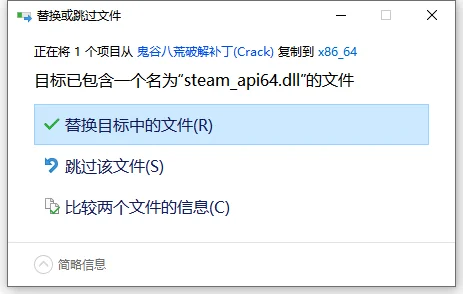 替换或跳过文件
正在将 1 个项目从 鬼谷八荒破解补丁(Crack) 复制到 x86_64
目标已包含一个名为“steam_api64.dll”的文件
替换目标中的文件(R)
跳过该文件(S)
比较两个文件的信息(C)
简略信息